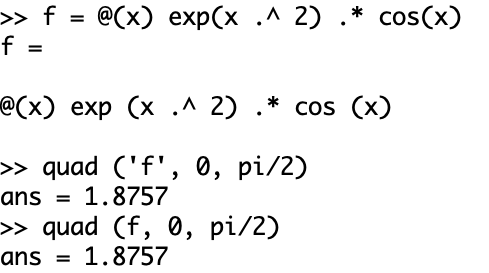 >> f = @(x) exp(x .^ 2) .* cos(x)
f =
@(x) exp (x .^ 2) .* cos (x)
>> quad ('f', 0, pi/2)
ans = 1.8757
>> quad (f, 0, pi/2)
ans = 1.8757